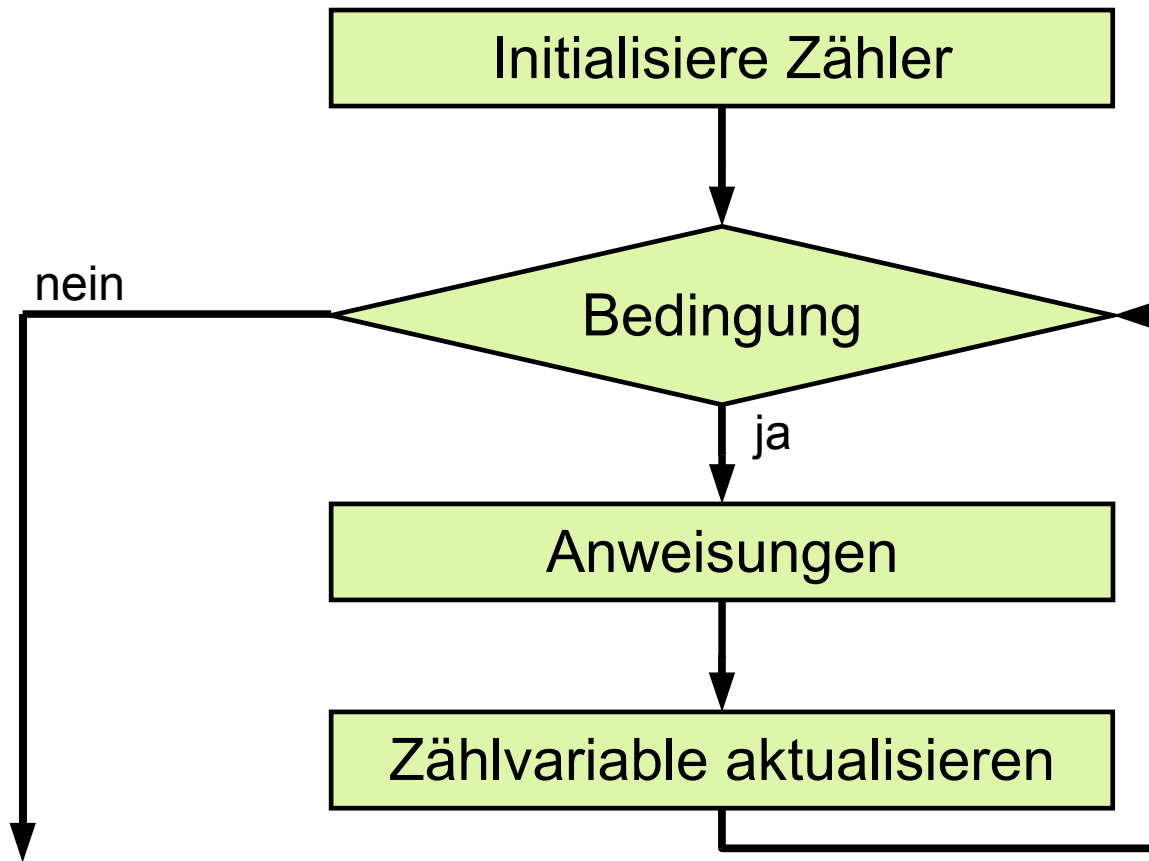 Initialisiere Zähler
nein
Bedingung
ja
Anweisungen
Zählvariable aktualisieren